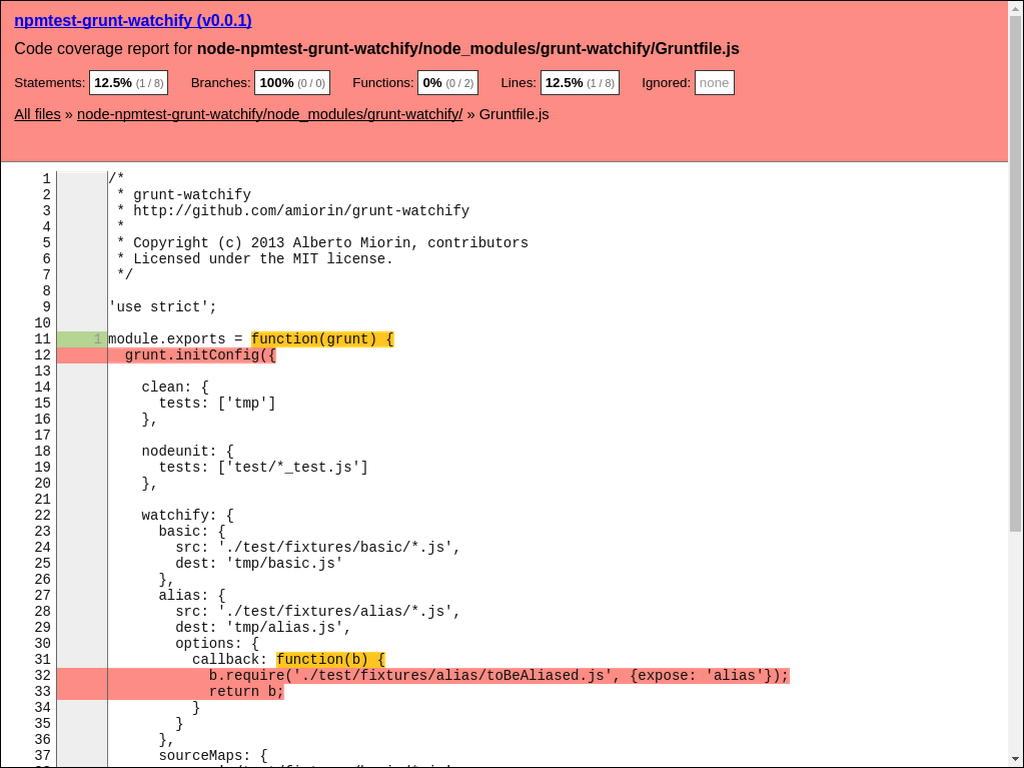 npmtest-grunt-watchify (v0.0.1)
Code coverage report for node-npmtest-grunt-watchify/node_modules/grunt-watchify/Gruntfile.js
Statements: 12.5% (1 / 8) Branches: 100% (0 / 0) Functions: 0% (0 / 2) Lines: 12.5% (1 / 8) Ignored: none
All files » node-npmtest-grunt-watchify/node_modules/grunt-watchify/ » Gruntfile.js
1 /*
2  * grunt-watchify
3  * http://github.com/amiorin/grunt-watchify
4  *
5  * Copyright (c) 2013 Alberto Miorin, contributors
6  * Licensed under the MIT license.
7  */
8
9 'use strict';
10
11 1 module.exports = function(grunt) {
12   grunt.initConfig({
13
14     clean: {
15       tests: ['tmp']
16     },
17
18     nodeunit: {
19       tests: ['test/*_test.js']
20     },
21
22     watchify: {
23       basic: {
24         src: './test/fixtures/basic/*.js',
25         dest: 'tmp/basic.js'
26       },
27       alias: {
28         src: './test/fixtures/alias/*.js',
29         dest: 'tmp/alias.js',
30         options: {
31           callback: function(b) {
32             b.require('./test/fixtures/alias/toBeAliased.js', {expose: 'alias'});
33             return b;
34           }
35         }
36       },
37       sourceMaps: {